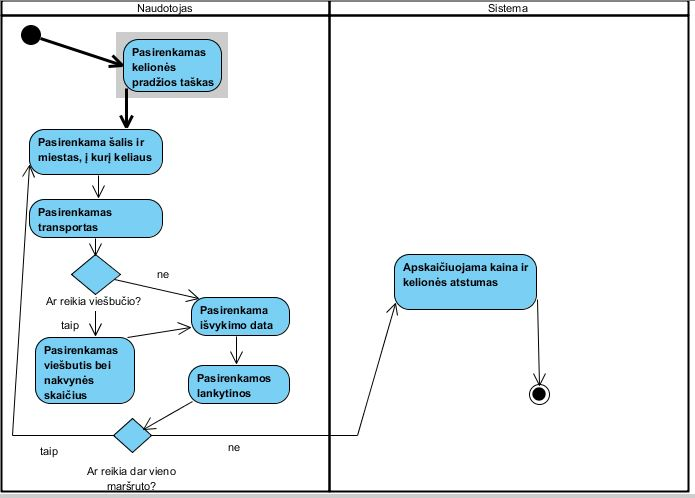 Naudotojas
Sistema
Pasirenkamas
kelionės
pradžios taškas
Pasirenkama šalis ir
miestas, į kurį keliaus
Pasirenkamas
transportas
ne
Ar reikia viešbučio?
taip
Pasirenkama
išvykimo data
Pasirenkamas
viešbutis bei
nakvynės
skaičius
Pasirenkamos
lankytinos
taip
ne
Ar reikia dar vieno
maršruto?
Apskaičiuojama kaina ir
kelionės atstumas